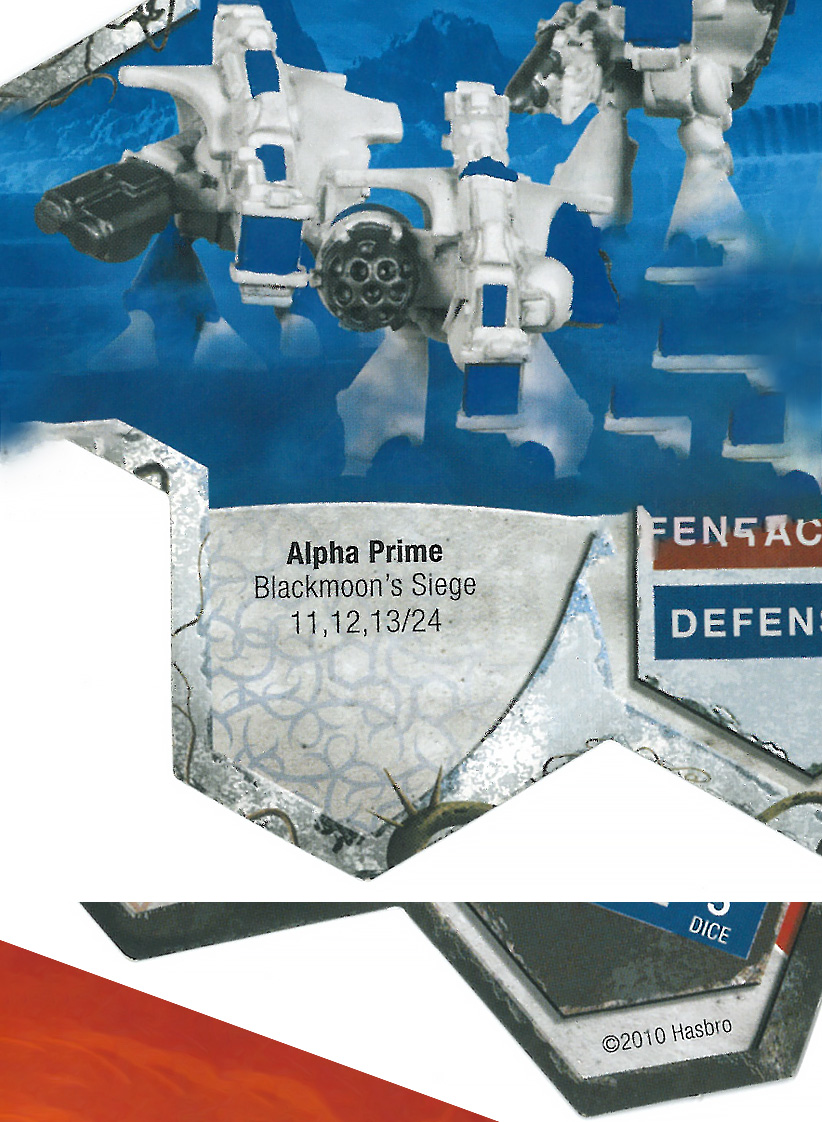 Alpha Prime
Blackmoon's Siege
11,12,13/24
DEFENS
DICE
©2010 Hasbro